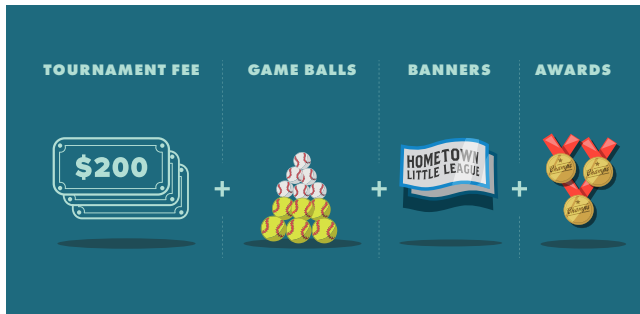 TOURNAMENT FEE
GAME BALLS
BANNERS
AWARDS
$200
+
+
+
HOMETOWN
LITTLE LEAGUE
Champs
Champs
Champs